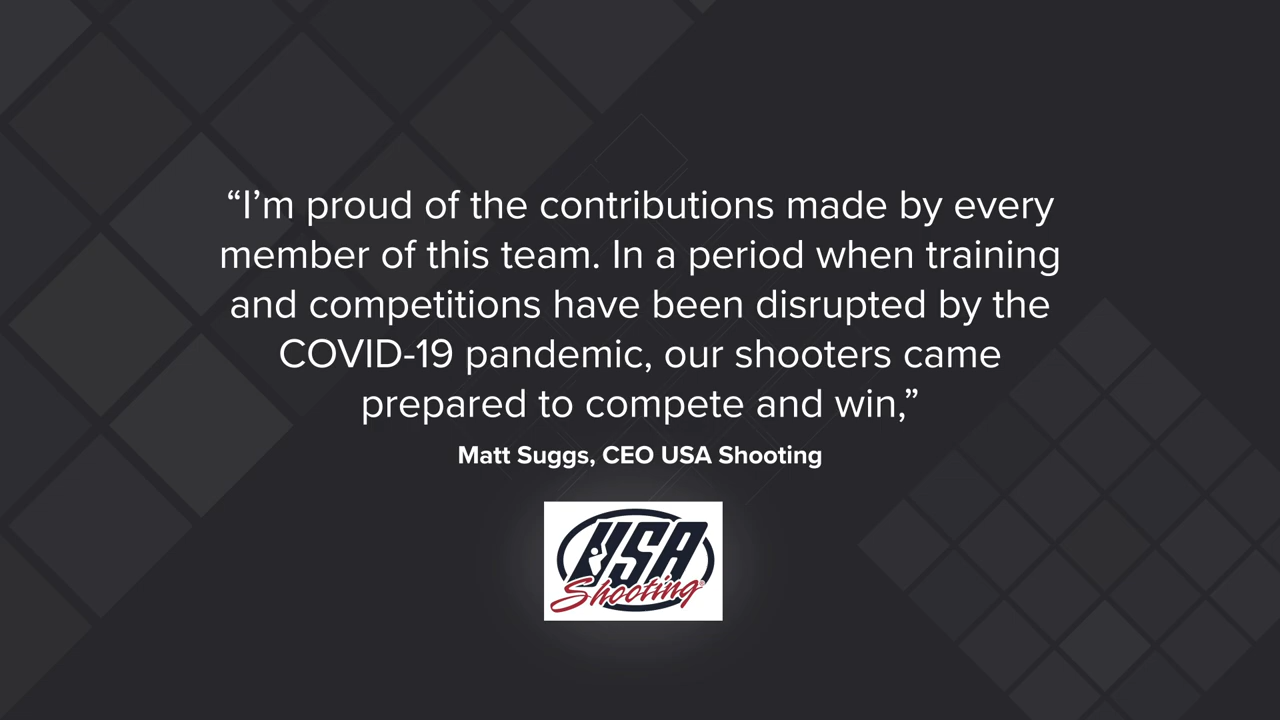 “I’m proud of the contributions made by every
member of this team. In a period when training
and competitions have been disrupted by the
COVID-19 pandemic, our shooters came
prepared to compete and win,”
Matt Suggs, CEO USA Shooting
USA
Shooting